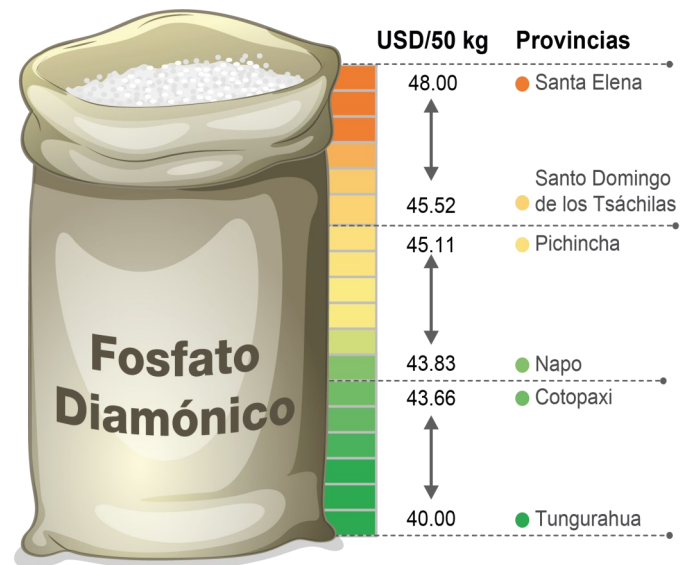 USD/50 kg Provincias
48.00 Santa Elena
Santo Domingo
45.52 de los Tsáchilas
45.11 Pichincha
43.83 Napo
43.66 Cotopaxi
40.00 Tungurahua
Fosfato
Diamónico